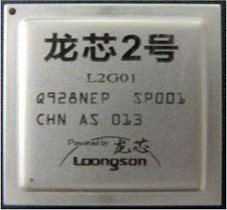 龙芯2号
L2G01
Q928NEP SP001
CHN AS 013
Powered by 龙芯
Loongson